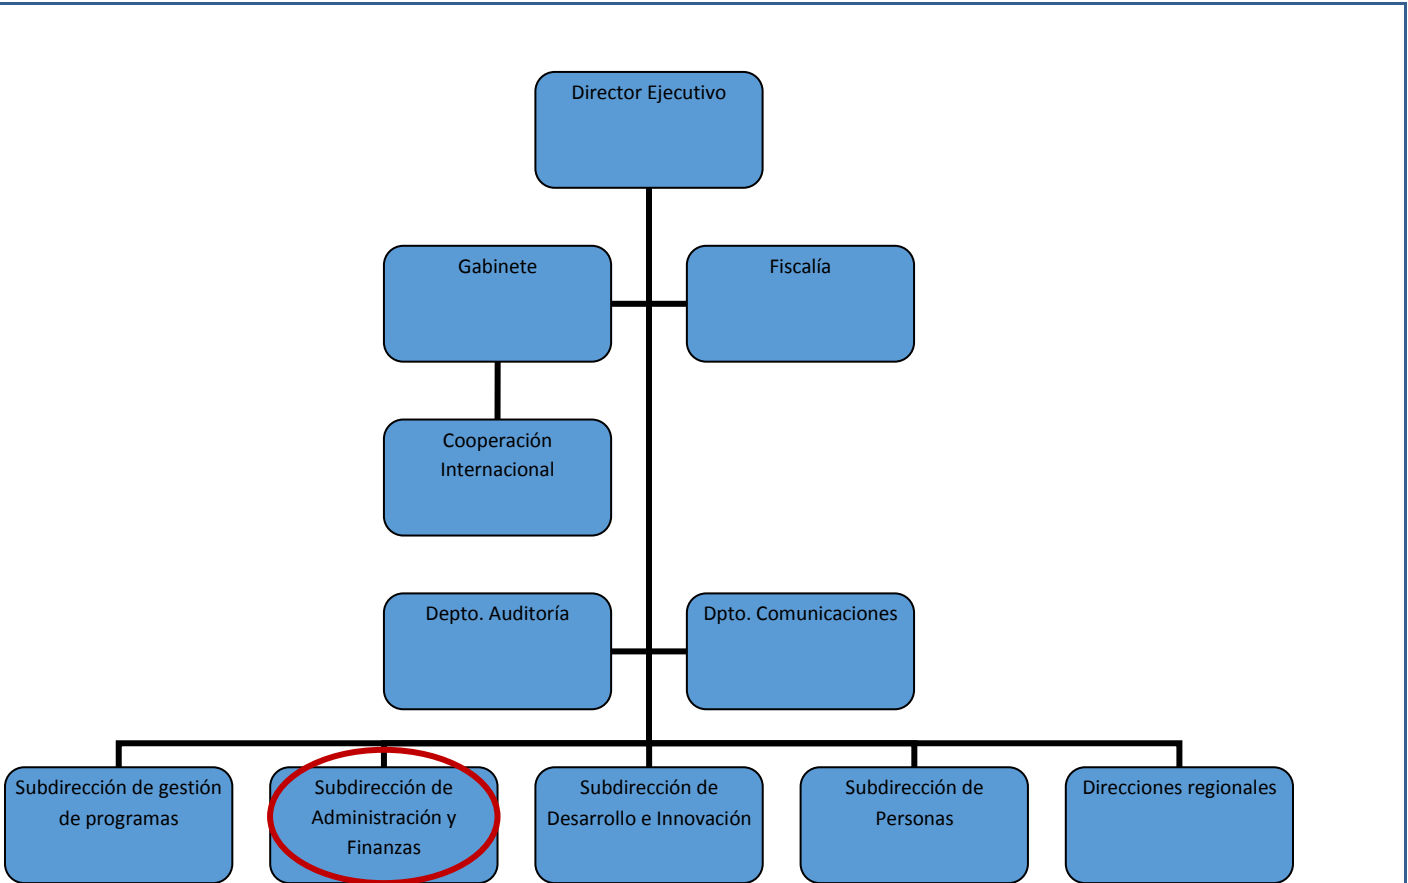 Director Ejecutivo
Gabinete
Fiscalía
Cooperación
Internacional
Depto. Auditoría
Dpto. Comunicaciones
Subdirección de gestión
de programas
Subdirección de
Administración y
Finanzas
Subdirección de
Desarrollo e Innovación
Subdirección de
Personas
Direcciones regionales